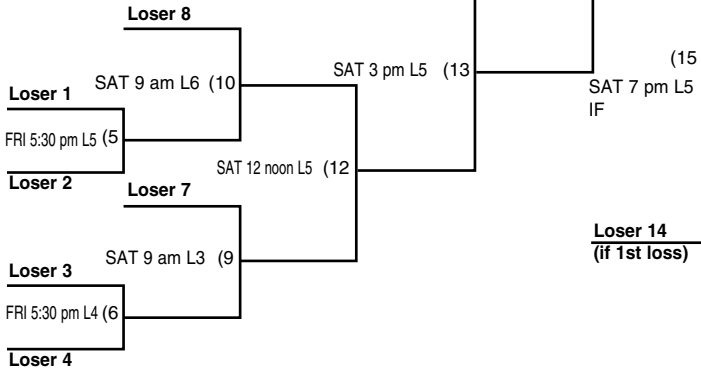 Loser 8
SAT 9 am L6 (10
Loser 1
FRI 5:30 pm L5 (5
Loser 2
SAT 3 pm L5 (13
(15
SAT 7 pm L5
IF
SAT 12 noon L5 (12
Loser 7
SAT 9 am L3 (9
Loser 3
FRI 5:30 pm L4 (6
Loser 4
Loser 14
(if 1st loss)